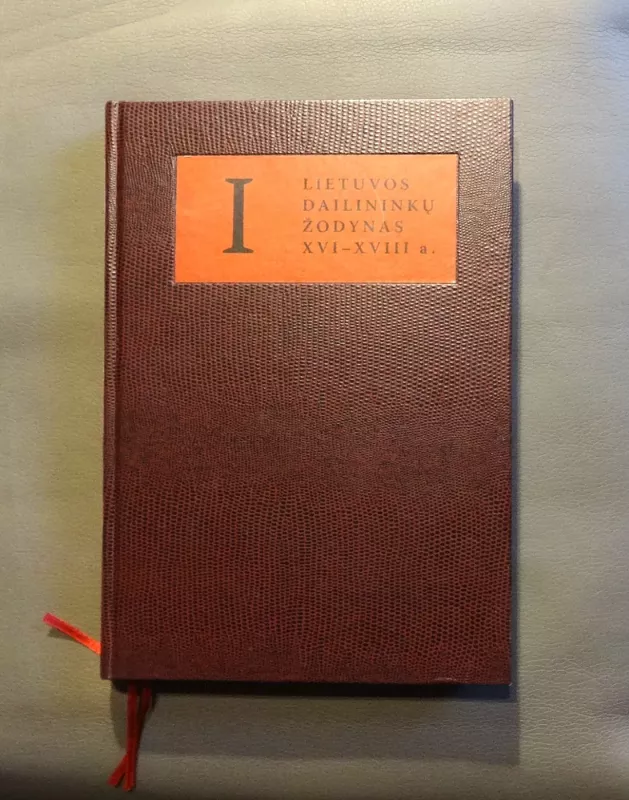 I
LIETUVOS
DAILININKŲ
ŽODYNAS
XVI–XVIII a.